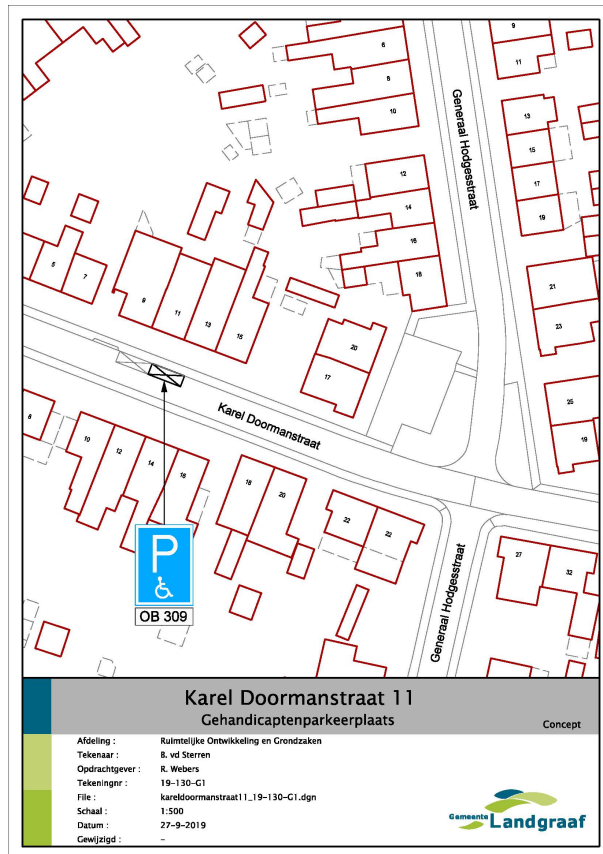 6
8
10
Generaal Hodgesstraat
9
11
13
15
17
19
12
14
16
18
5
7
9
11
13
15
20
17
21
23
25
19
Karel Doormanstraat
8
10
12
14
16
18
20
22
22
27
32
Generaal Hodgesstraat
P
OB 309
Karel Doormanstraat 11
Gehandicaptenparkeerplaats
Concept
Afdeling : Ruimtelijke Ontwikkeling en Grondzaken
Tekenaar : B. vd Sterren
Opdrachtgever : R. Webers
Tekeningnr : 19-130-G1
File : kareldoormanstraat11_19-130-G1.dgn
Schaal : 1:500
Datum : 27-9-2019
Gewijzigd : -
Gemeente Landgraaf